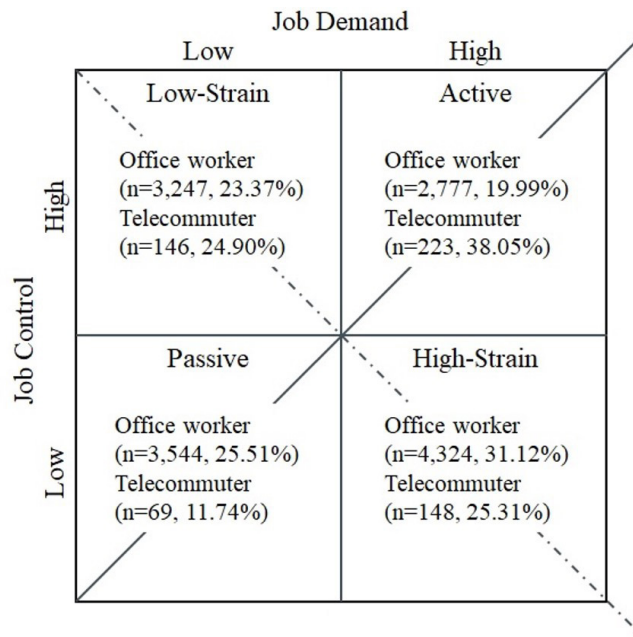 Job Demand
Low
High
Low-Strain
Active
Office worker
(n=3,247, 23.37%)
Telecommuter
(n=146, 24.90%)
Office worker
(n=2,777, 19.99%)
Telecommuter
(n=223, 38.05%)
High
Job Control
Passive
High-Strain
Office worker
(n=3,544, 25.51%)
Telecommuter
(n=69, 11.74%)
Office worker
(n=4,324, 31.12%)
Telecommuter
(n=148, 25.31%)
Low